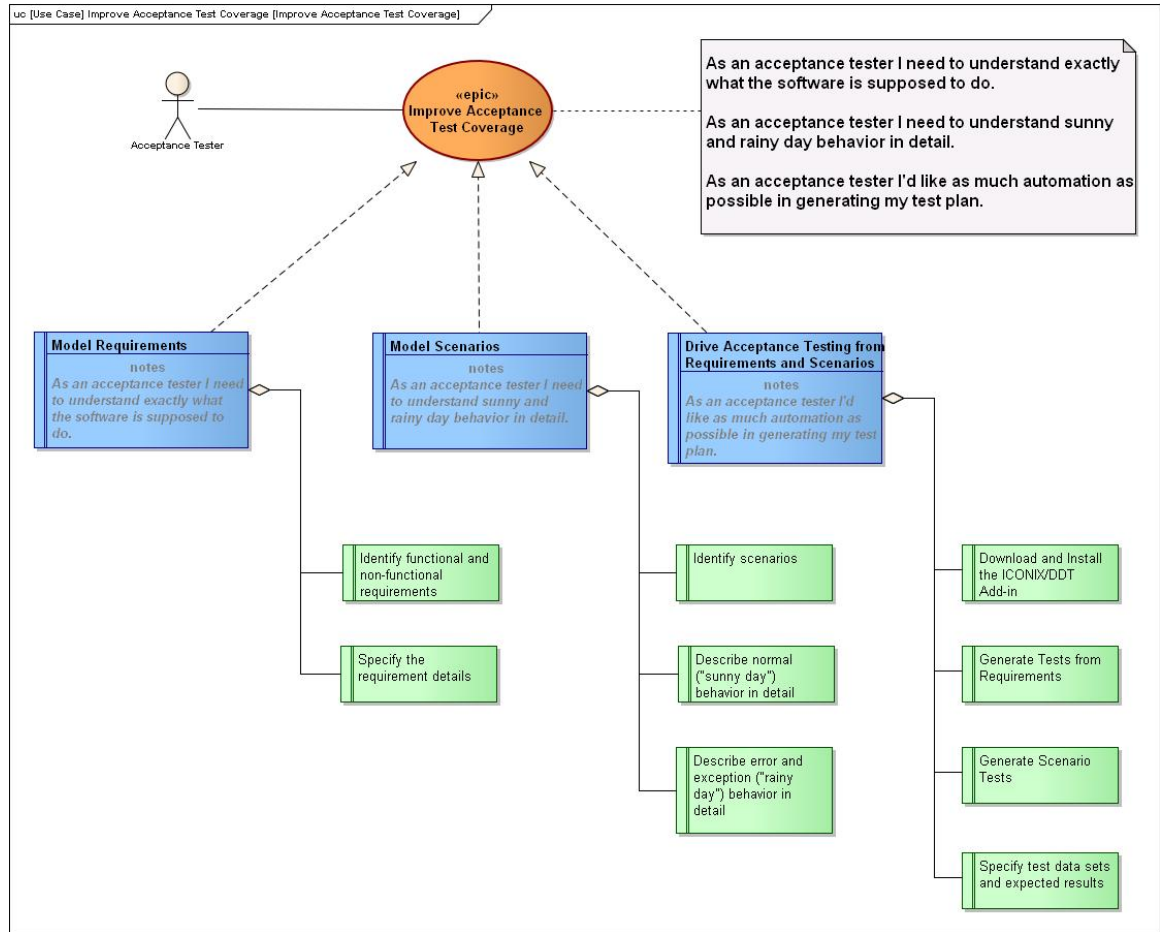 uc [Use Case] Improve Acceptance Test Coverage [Improve Acceptance Test Coverage]
Acceptance Tester
«epic»
Improve Acceptance
Test Coverage
As an acceptance tester I need to understand exactly
what the software is supposed to do.
As an acceptance tester I need to understand sunny
and rainy day behavior in detail.
As an acceptance tester I'd like as much automation as
possible in generating my test plan.
Model Requirements
notes
As an acceptance tester I need
to understand exactly what
the software is supposed to
do.
Model Scenarios
notes
As an acceptance tester I need
to understand sunny and
rainy day behavior in detail.
Drive Acceptance Testing from
Requirements and Scenarios
notes
As an acceptance tester I'd
like as much automation as
possible in generating my test
plan.
Identify functional and
non-functional
requirements
Specify the
requirement details
Identify scenarios
Describe normal
("sunny day")
behavior in detail
Describe error and
exception ("rainy
day") behavior in
detail
Download and Install
the ICONIX/DDT
Add-in
Generate Tests from
Requirements
Generate Scenario
Tests
Specify test data sets
and expected results